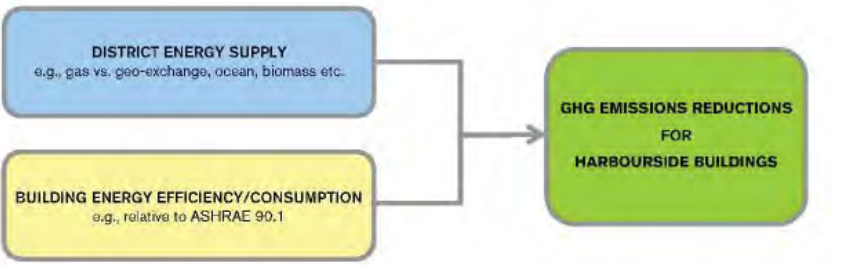 DISTRICT ENERGY SUPPLY
e.g., gas vs. geo-exchange, ocean, biomass etc.
BUILDING ENERGY EFFICIENCY/CONSUMPTION
e.g., relative to ASHRAE 90.1
GHG EMISSIONS REDUCTIONS
FOR
HARBOURSIDE BUILDINGS